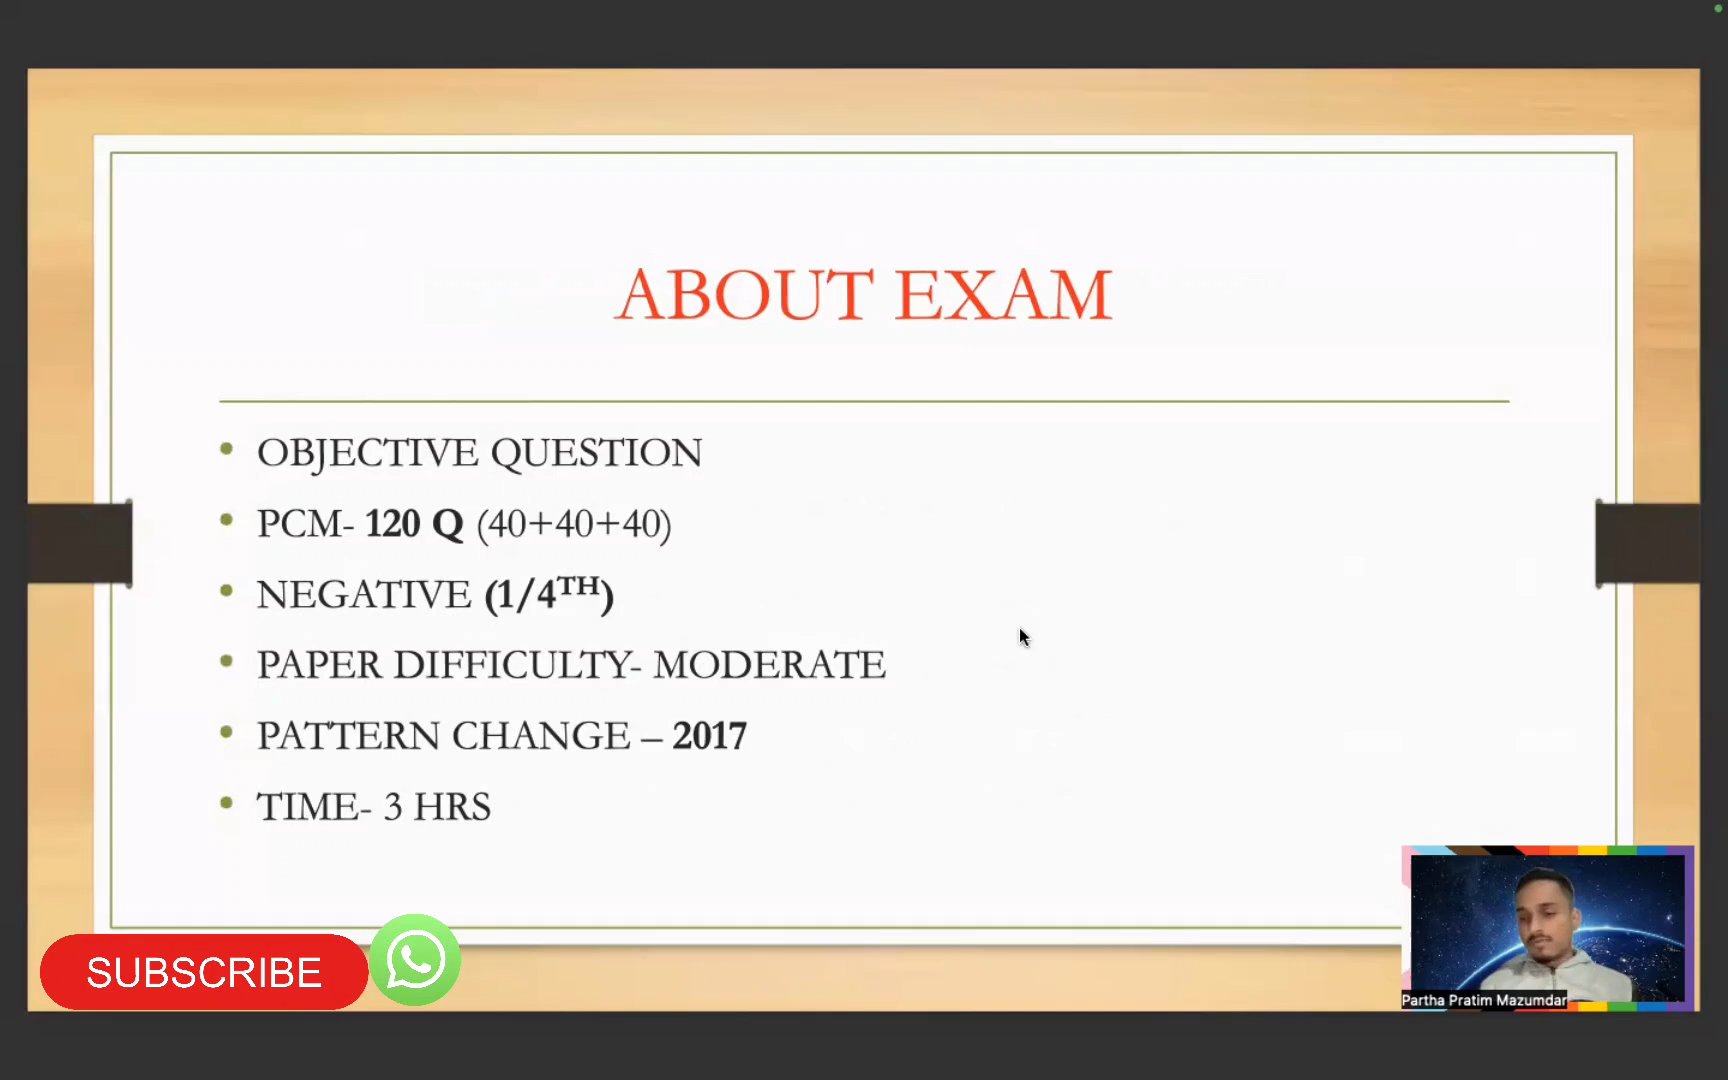 ABOUT EXAM
• OBJECTIVE QUESTION
• PCM- 120 Q (40+40+40)
• NEGATIVE (1/4TH)
• PAPER DIFFICULTY- MODERATE
• PATTERN CHANGE – 2017
• TIME- 3 HRS
SUBSCRIBE
Partha Pratim Mazumdar